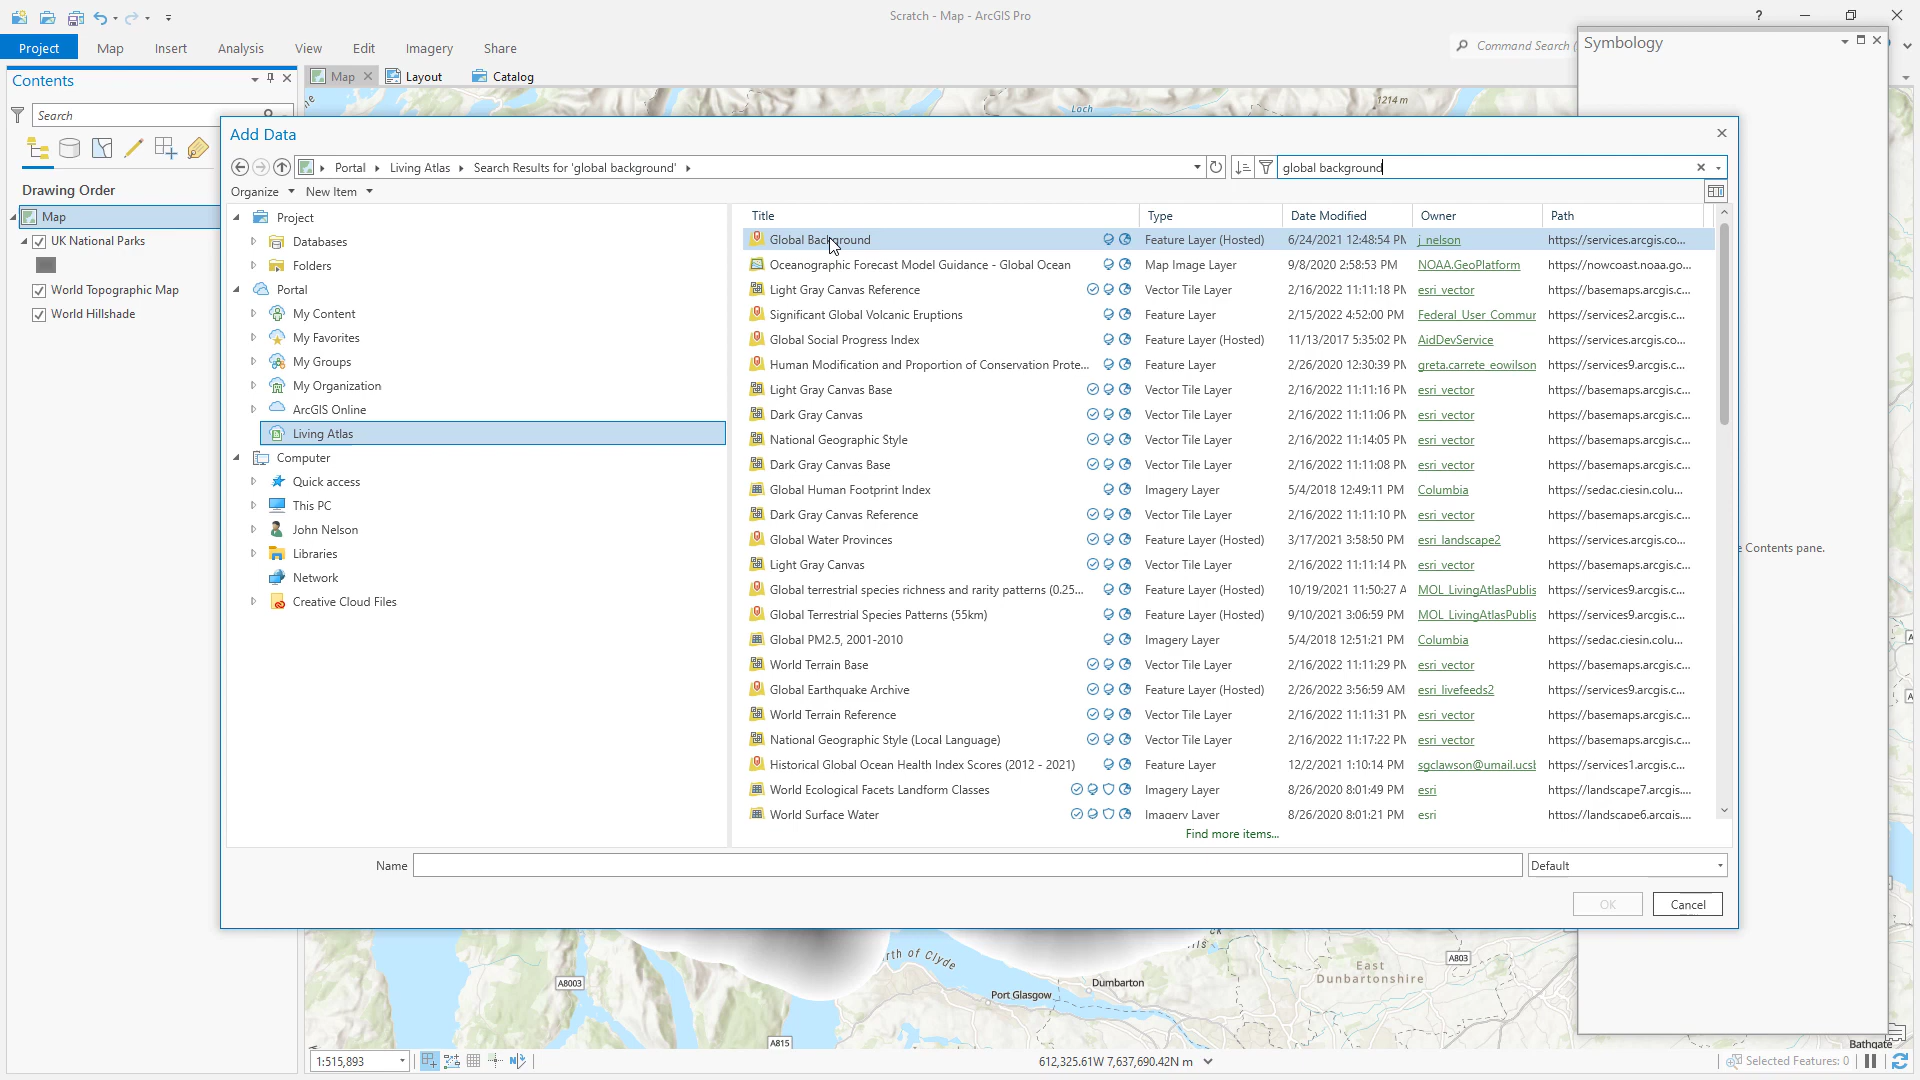 Scratch - Map - ArcGIS Pro
?
Project Map Insert Analysis View Edit Imagery Share
Command Search (
Symbology
Contents
Map Layout Catalog
Search
Loch
1214 m
Add Data
Portal Living Atlas Search Results for 'global background'
global background
Organize New Item
Drawing Order
Map
UK National Parks
World Topographic Map
World Hillshade
Project
Databases
Folders
Portal
My Content
My Favorites
My Groups
My Organization
ArcGIS Online
Living Atlas
Computer
Quick access
This PC
John Nelson
Libraries
Network
Creative Cloud Files
Title Type Date Modified Owner Path
Global Background Feature Layer (Hosted) 6/24/2021 12:48:54 PM j_nelson https://services.arcgis.co...
Oceanographic Forecast Model Guidance - Global Ocean Map Image Layer 9/8/2020 2:58:53 PM NOAA.GeoPlatform https://nowcoast.noaa.go...
Light Gray Canvas Reference Vector Tile Layer 2/16/2022 11:11:18 PM esri_vector https://basemaps.arcgis.c...
Significant Global Volcanic Eruptions Feature Layer 2/15/2022 4:52:00 PM Federal_User_Commur https://services2.arcgis.c...
Global Social Progress Index Feature Layer (Hosted) 11/13/2017 5:35:02 PM AidDevService https://services.arcgis.co...
Human Modification and Proportion of Conservation Prote... Feature Layer 2/26/2020 12:30:39 PM greta.carrete_eowilson https://services9.arcgis.c...
Light Gray Canvas Base Vector Tile Layer 2/16/2022 11:11:16 PM esri_vector https://basemaps.arcgis.c...
Dark Gray Canvas Vector Tile Layer 2/16/2022 11:11:06 PM esri_vector https://basemaps.arcgis.c...
National Geographic Style Vector Tile Layer 2/16/2022 11:14:05 PM esri_vector https://basemaps.arcgis.c...
Dark Gray Canvas Base Vector Tile Layer 2/16/2022 11:11:08 PM esri_vector https://basemaps.arcgis.c...
Global Human Footprint Index Imagery Layer 5/4/2018 12:49:11 PM Columbia https://sedac.ciesin.colu...
Dark Gray Canvas Reference Vector Tile Layer 2/16/2022 11:11:10 PM esri_vector https://basemaps.arcgis.c...
Global Water Provinces Feature Layer (Hosted) 3/17/2021 3:58:50 PM esri_landscape2 https://services.arcgis.co...
Light Gray Canvas Vector Tile Layer 2/16/2022 11:11:14 PM esri_vector https://basemaps.arcgis.c...
Global terrestrial species richness and rarity patterns (0.25... Feature Layer (Hosted) 10/19/2021 11:50:27 A MOL_LivingAtlasPublis https://services9.arcgis.c...
Global Terrestrial Species Patterns (55km) Feature Layer (Hosted) 9/10/2021 3:06:59 PM MOL_LivingAtlasPublis https://services9.arcgis.c...
Global PM2.5, 2001-2010 Imagery Layer 5/4/2018 12:51:21 PM Columbia https://sedac.ciesin.colu...
World Terrain Base Vector Tile Layer 2/16/2022 11:11:29 PM esri_vector https://basemaps.arcgis.c...
Global Earthquake Archive Feature Layer (Hosted) 2/26/2022 3:56:59 AM esri_livefeeds2 https://services9.arcgis.c...
World Terrain Reference Vector Tile Layer 2/16/2022 11:11:31 PM esri_vector https://basemaps.arcgis.c...
National Geographic Style (Local Language) Vector Tile Layer 2/16/2022 11:17:22 PM esri_vector https://basemaps.arcgis.c...
Historical Global Ocean Health Index Scores (2012 - 2021) Feature Layer 12/2/2021 1:10:14 PM sgclawson@umail.ucsl https://services1.arcgis.c...
World Ecological Facets Landform Classes Imagery Layer 8/26/2020 8:01:49 PM esri https://landscape7.arcgis....
World Surface Water Imagery Layer 8/26/2020 8:01:21 PM esri https://landscape6.arcgis....
Find more items...
e Contents pane.
Name
Default
OK Cancel
rth of Clyde
A803
East
Dunbartonshire
A8003
Dumbarton
Port Glasgow
A815
Bathgate
1:515,893
612,325.61W 7,637,690.42N m
Selected Features: 0